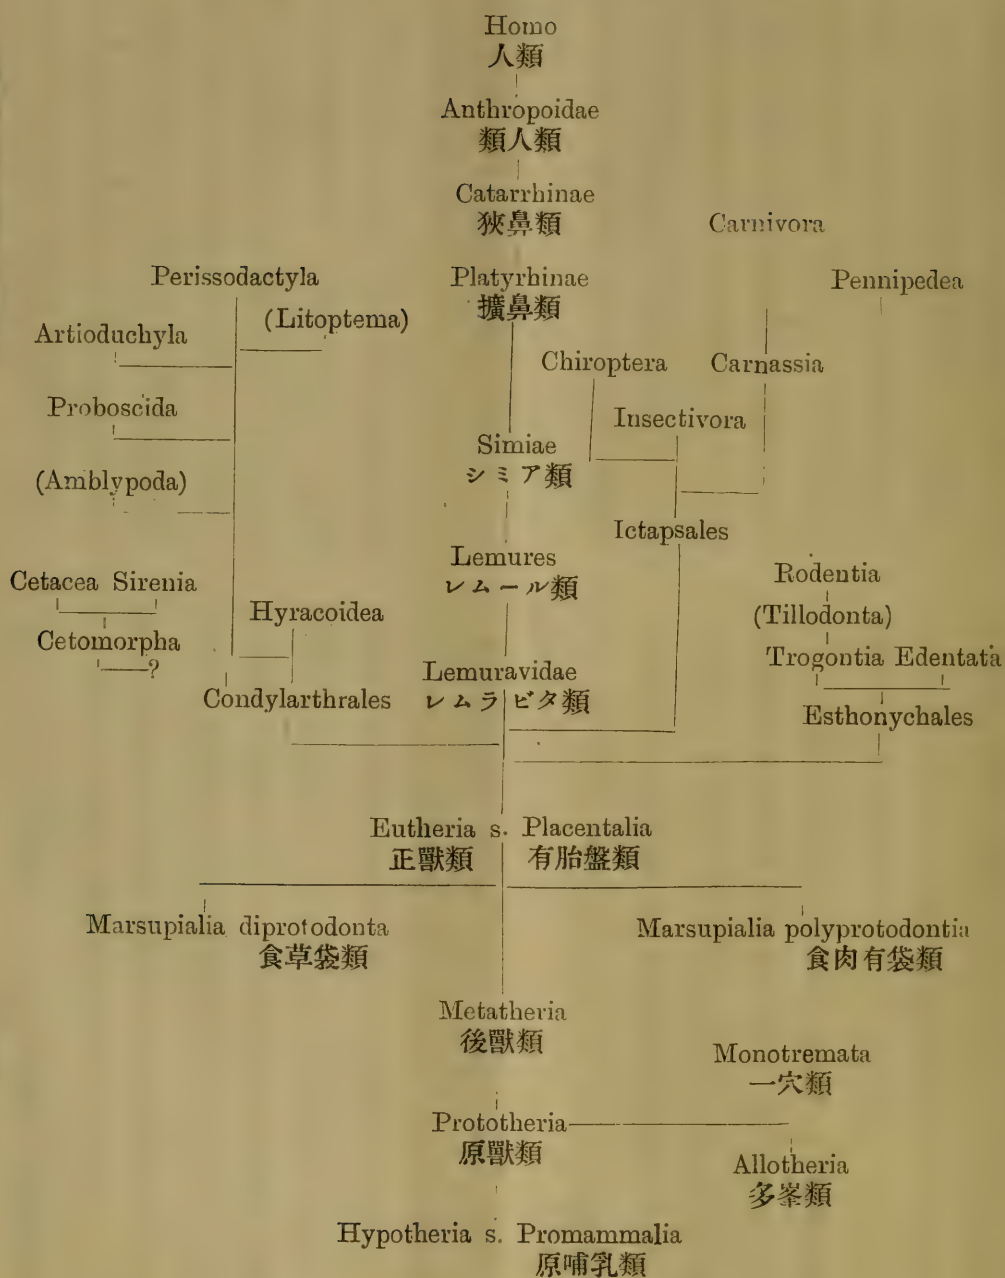 Homo
人類
Anthropoidae
類人類
Catarrhinae
狹鼻類
Carnivora
Perissodactyla
Platyrhinae
擴鼻類
Pennipedea
(Litoptema)
Artioduchyla
Chiroptera
Carnassia
Proboscida
Insectivora
Simiae
シミア類
(Amblypoda)
Ictapsales
Lemures
レムール類
Rodentia
Cetacea Sirenia
Hyracoidea
(Tillodonta)
Cetomorpha
?
Trogontia Edentata
Lemuravidae
レムラビタ類
Condylarthrales
Esthonychales
Eutheria s. Placentalia
正獸類 有胎盤類
Marsupialia diprotodonta
食草袋類
Marsupialia polyprotodontia
食肉有袋類
Metatheria
後獸類
Monotremata
一穴類
Prototheria
原獸類
Allotheria
多峯類
Hypotheria s. Promammalia
原哺乳類